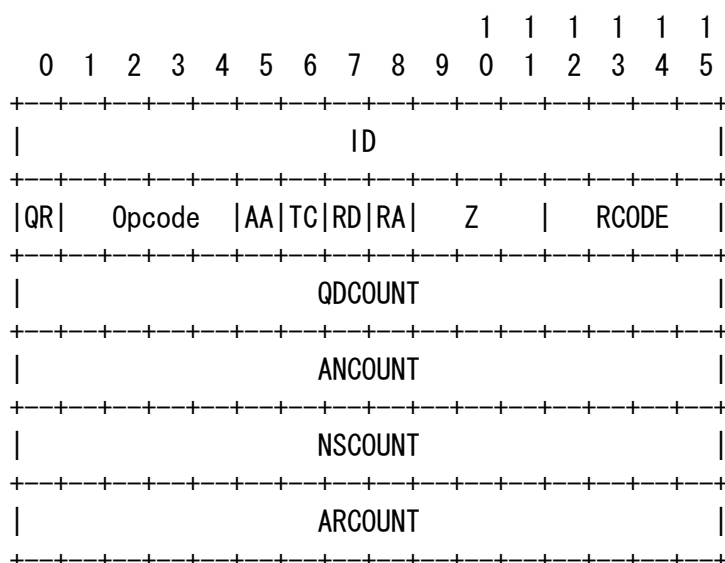 1  1  1  1  1  1
  0  1  2  3  4  5  6  7  8  9  0  1  2  3  4  5
+--+--+--+--+--+--+--+--+--+--+--+--+--+--+--+--+
|                      ID                       |
+--+--+--+--+--+--+--+--+--+--+--+--+--+--+--+--+
|QR|   Opcode  |AA|TC|RD|RA|   Z    |   RCODE   |
+--+--+--+--+--+--+--+--+--+--+--+--+--+--+--+--+
|                    QDCOUNT                    |
+--+--+--+--+--+--+--+--+--+--+--+--+--+--+--+--+
|                    ANCOUNT                    |
+--+--+--+--+--+--+--+--+--+--+--+--+--+--+--+--+
|                    NSCOUNT                    |
+--+--+--+--+--+--+--+--+--+--+--+--+--+--+--+--+
|                    ARCOUNT                    |
+--+--+--+--+--+--+--+--+--+--+--+--+--+--+--+--+